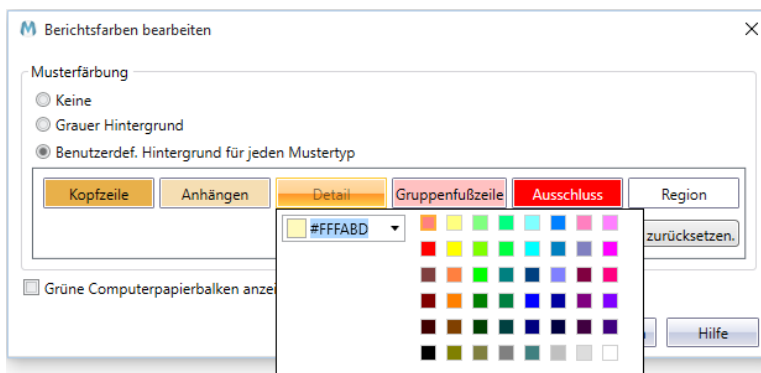 Berichtsfarben bearbeiten
Musterfärbung
Keine
Grauer Hintergrund
Benutzerdef. Hintergrund für jeden Mustertyp
Kopfzeile Anhängen Detail Gruppenfußzeile Ausschluss Region
#FFFABD
zurücksetzen.
Grüne Computerpapierbalken anzei
Hilfe